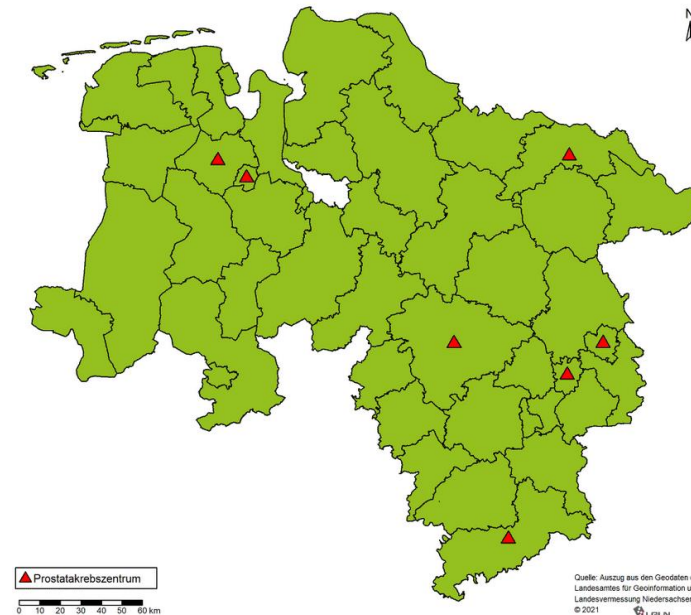 N
Prostatakrebszentrum
0 10 20 30 40 50 60 km
Quelle: Auszug aus den Geodaten
Landesamtes für Geoinformation u
Landesvermessung Niedersachsen
© 2021 LGLN